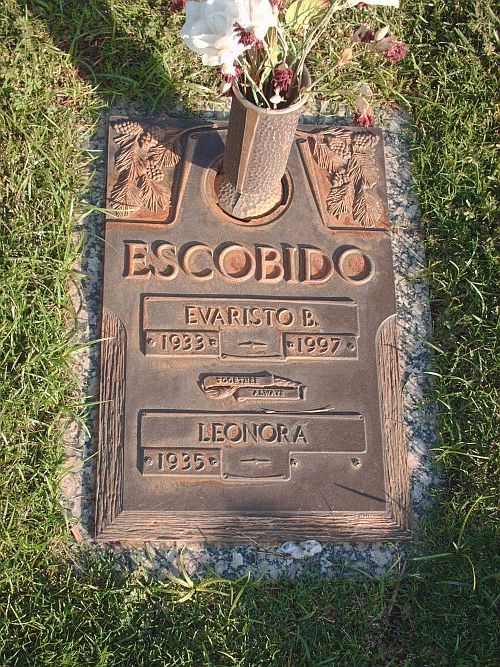 ESCOBIDO
EVARISTO B.
1933 1997
TOGETHER
ALWAYS
LEONORA
1935